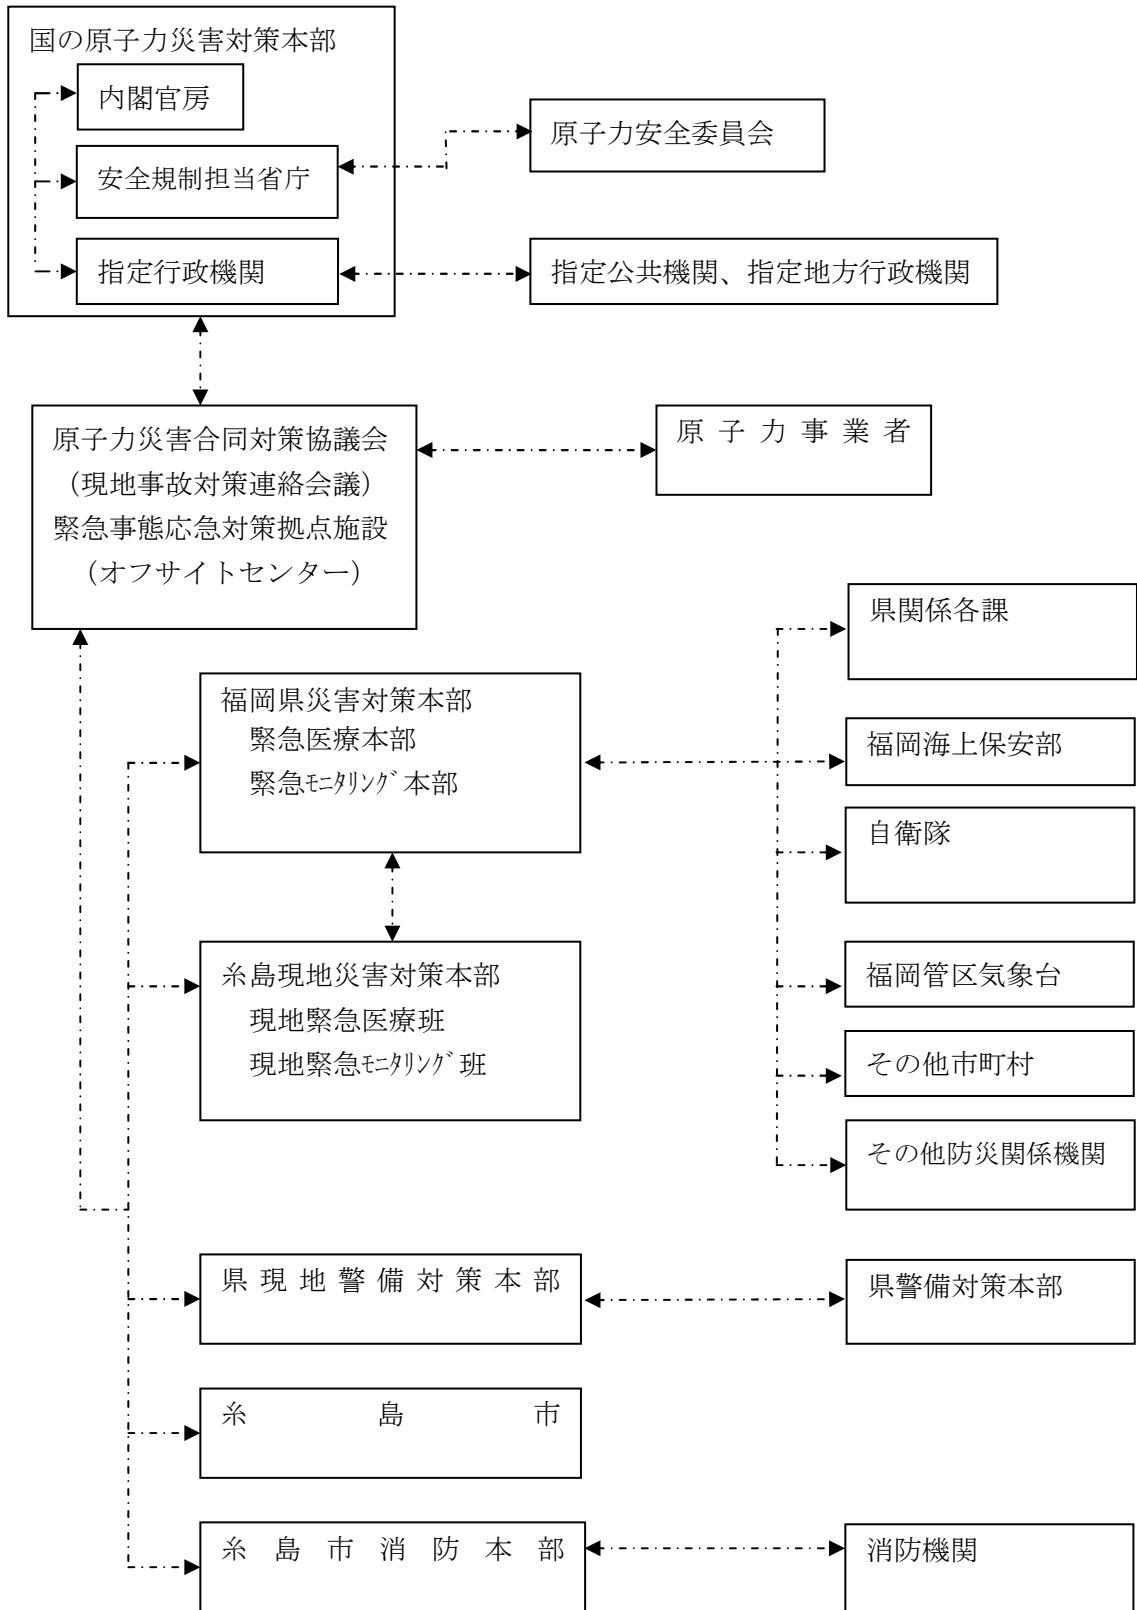 国の原子力災害対策本部
内閣官房
原子力安全委員会
安全規制担当省庁
指定行政機関
指定公共機関、指定地方行政機関
原子力災害合同対策協議会
（現地事故対策連絡会議）
緊急事態応急対策拠点施設
（オフサイトセンター）
原子力事業者
県関係各課
福岡県災害対策本部
緊急医療本部
緊急ﾓﾆﾀﾘﾝｸﾞ本部
福岡海上保安部
自衛隊
糸島現地災害対策本部
現地緊急医療班
現地緊急ﾓﾆﾀﾘﾝｸﾞ班
福岡管区気象台
その他市町村
その他防災関係機関
県現地警備対策本部
県警備対策本部
糸島市
糸島市消防本部
消防機関